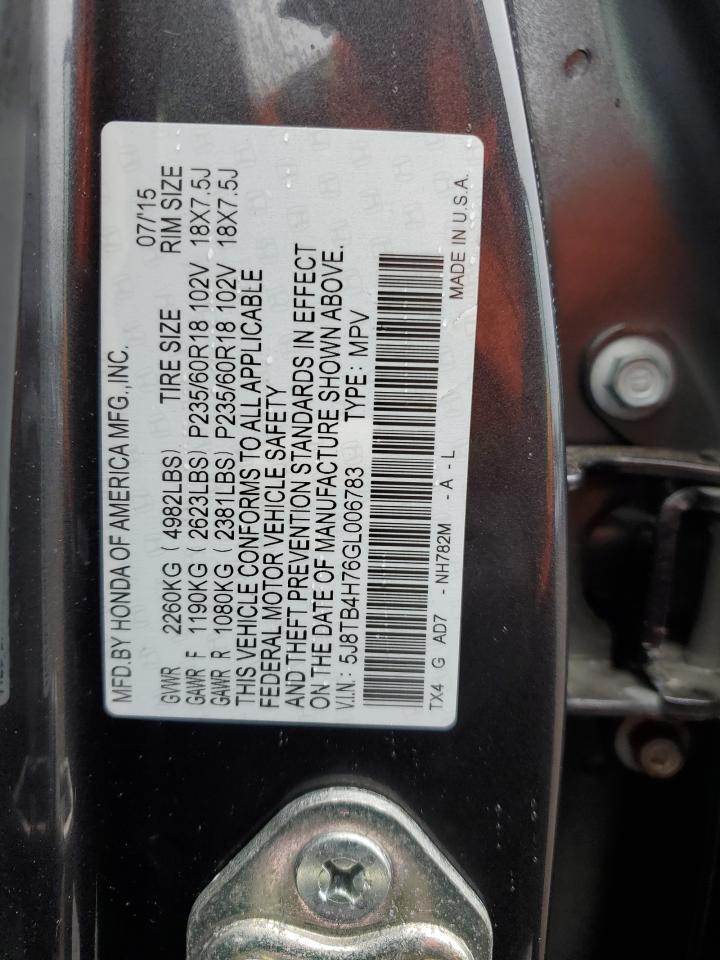 MFD.BY HONDA OF AMERICA MFG.,INC. 07/'15
GVWR 2260KG ( 4982LBS) TIRE SIZE RIM SIZE
GAWR F 1190KG ( 2623LBS) P235/60R18 102V 18X7.5J
GAWR R 1080KG ( 2381LBS) P235/60R18 102V 18X7.5J
THIS VEHICLE CONFORMS TO ALL APPLICABLE
FEDERAL MOTOR VEHICLE SAFETY
AND THEFT PREVENTION STANDARDS IN EFFECT
ON THE DATE OF MANUFACTURE SHOWN ABOVE.
V.I.N.: 5J8TB4H76GL006783 TYPE: MPV
TX4 G AD7 - NH782M - A - L MADE IN U.S.A.